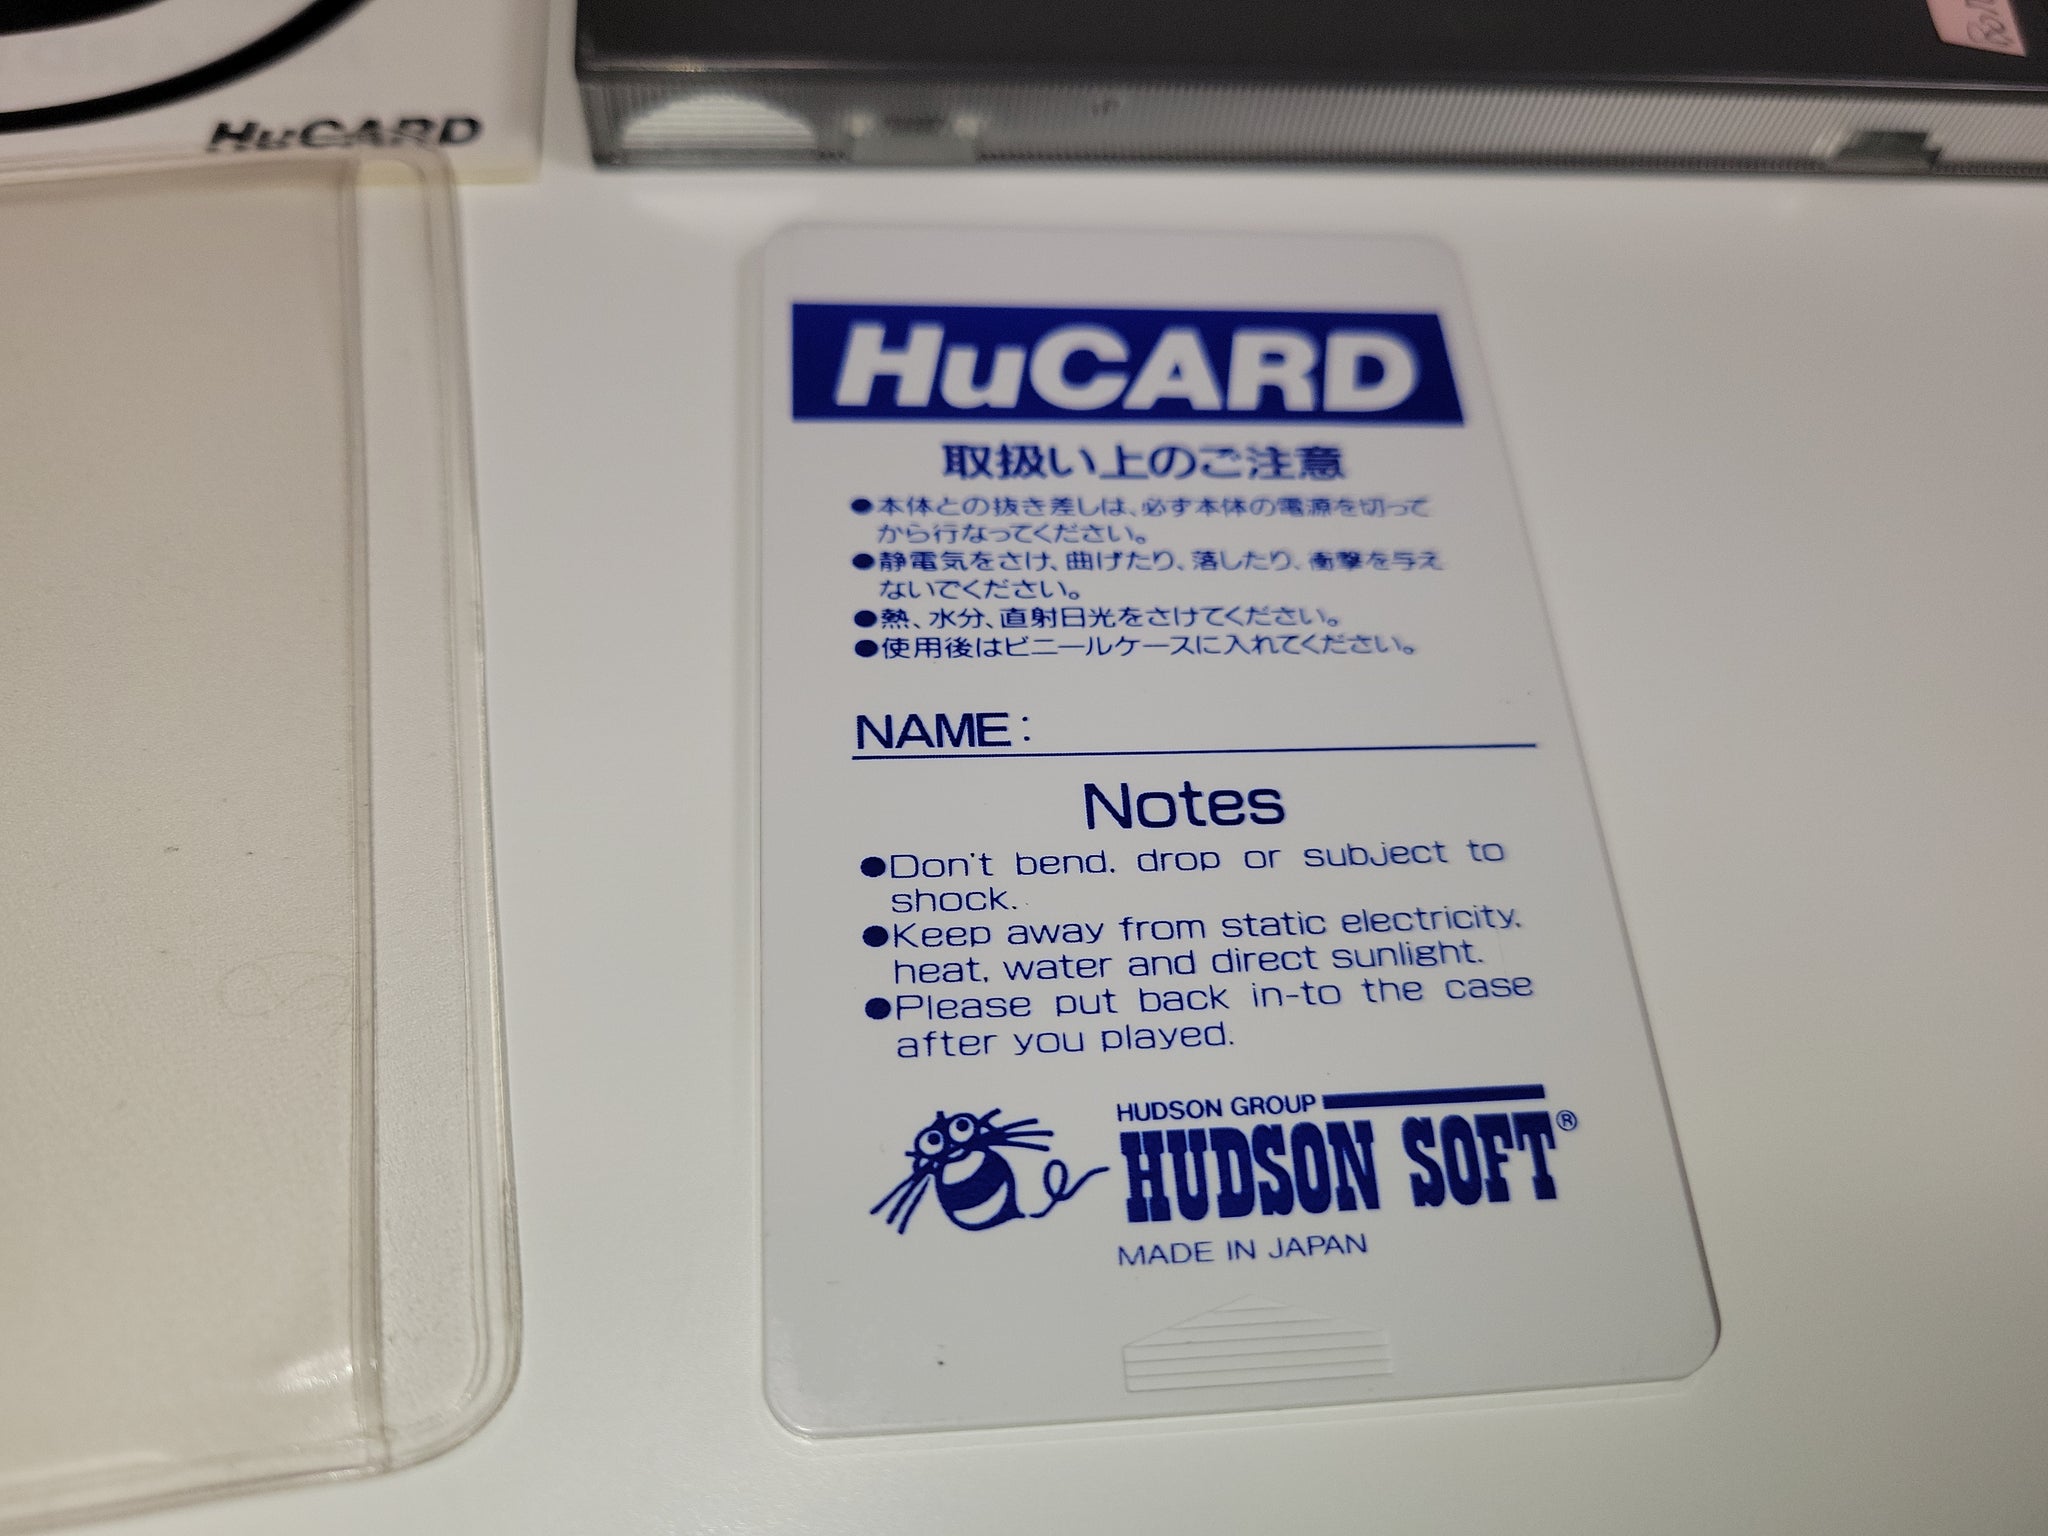 HuCARD
HuCARD
取扱い上のご注意
●本体との抜き差しは、必ず本体の電源を切って
から行なってください。
●静電気をさけ、曲げたり、落したり、衝撃を与え
ないでください。
●熱、水分、直射日光をさけてください。
●使用後はビニールケースに入れてください。
NAME:
Notes
●Don't bend. drop or subject to
shock.
●Keep away from static electricity.
heat. water and direct sunlight.
●Please put back in-to the case
after you played.
HUDSON GROUP
HUDSON SOFT®
MADE IN JAPAN